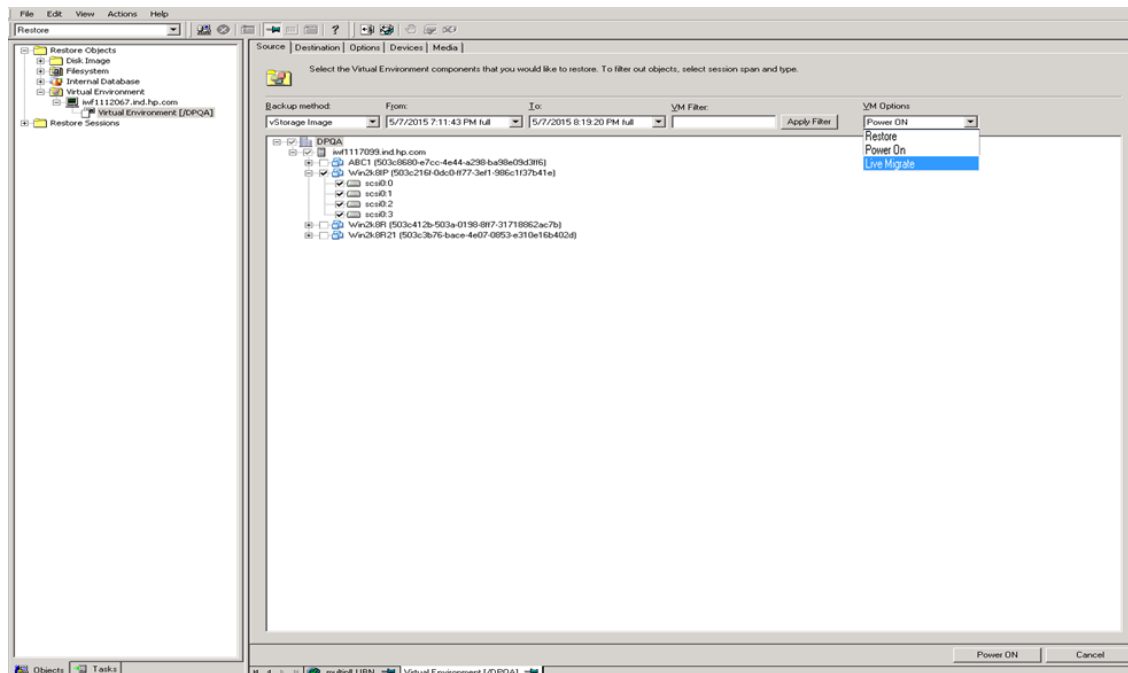 File Edit View Actions Help
Restore
Restore Objects
Disk Image
Filesystem
Internal Database
Virtual Environment
iwf1112067.ind.hp.com
Virtual Environment [/DPQA]
Restore Sessions
Objects Tasks
Source Destination Options Devices Media
Select the Virtual Environment components that you would like to restore. To filter out objects, select session span and type.
Backup method: From: To: VM Filter: VM Options
vStorage Image 5/7/2015 7:11:43 PM full 5/7/2015 8:19:20 PM full Apply Filter Power ON
Restore
Power On
Live Migrate
DPQA
iwf1117099.ind.hp.com
ABC1 (503c8680-e7cc-4e44-a298-ba98e09d3ff6)
Win2k8IP (503c216f-0dc0-ff77-3ef1-986c1f37b41e)
scsi0:0
scsi0:1
scsi0:2
scsi0:3
Win2k8R (503c412b-503a-0198-8ff7-31718862ac7b)
Win2k8R21 (503c3b76-bace-4e07-0853-e310e16b402d)
Power ON Cancel
Virtual Environment [/DPQA]